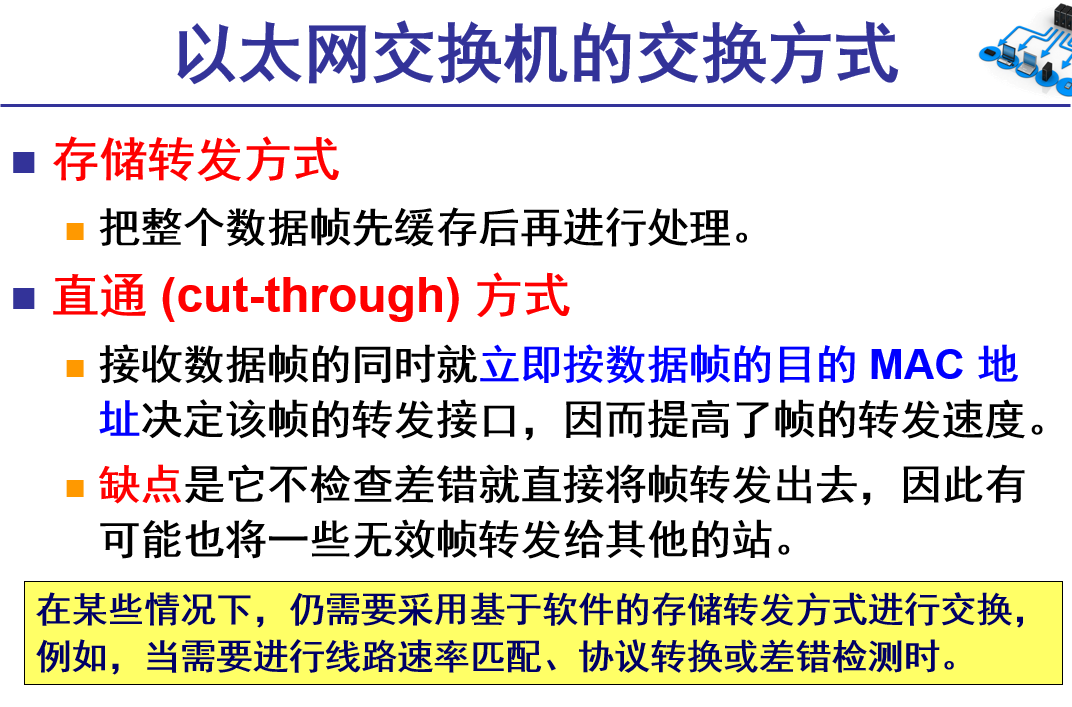 以太网交换机的交换方式
存储转发方式
把整个数据帧先缓存后再进行处理。
直通 (cut-through) 方式
接收数据帧的同时就立即按数据帧的目的 MAC 地
址决定该帧的转发接口，因而提高了帧的转发速度。
缺点是它不检查差错就直接将帧转发出去，因此有
可能也将一些无效帧转发给其他的站。
在某些情况下，仍需要采用基于软件的存储转发方式进行交换，
例如，当需要进行线路速率匹配、协议转换或差错检测时。